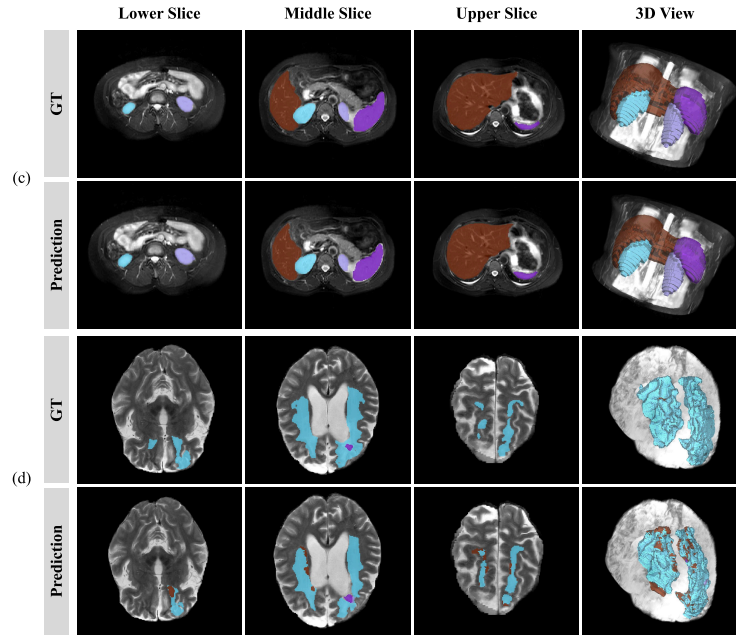 Lower Slice Middle Slice Upper Slice 3D View
GT
(c)
Prediction
GT
(d)
Prediction